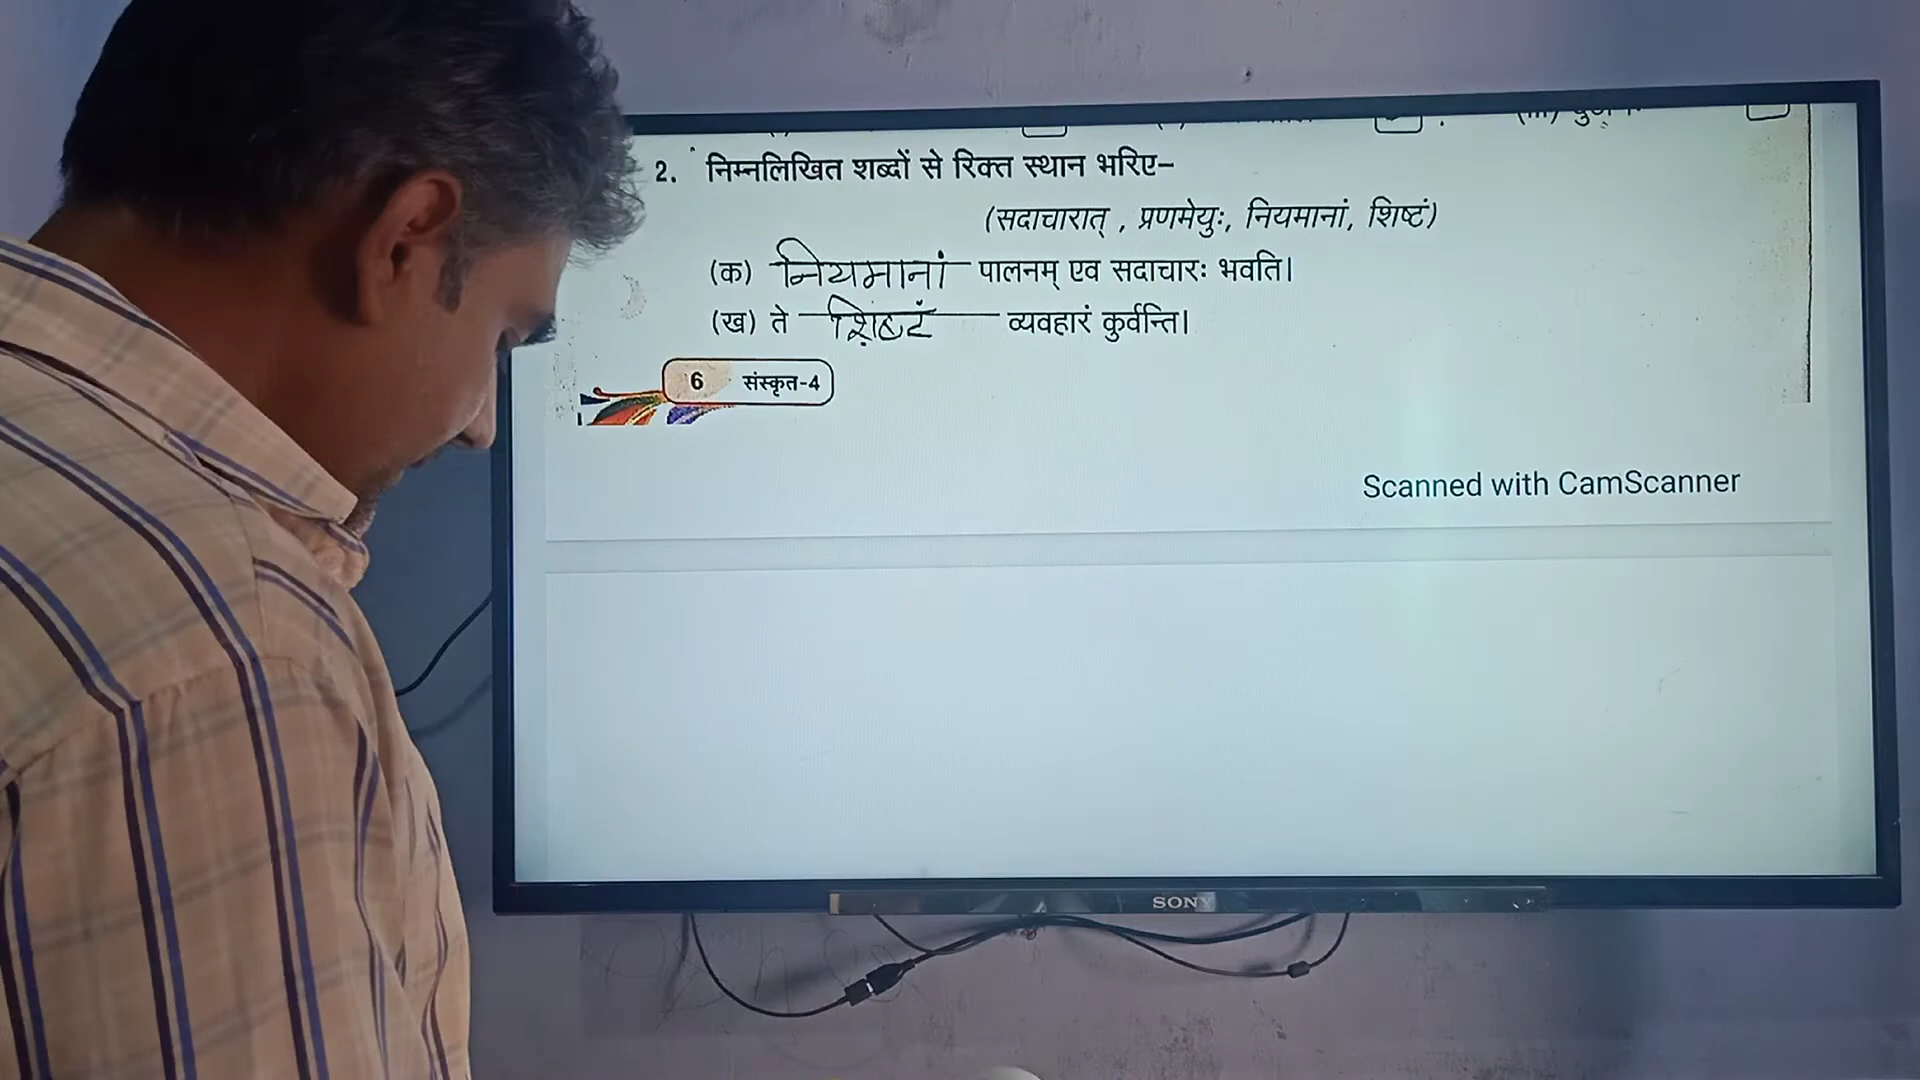 2. निम्नलिखित शब्दों से रिक्त स्थान भरिए–
(सदाचारात् , प्रणमेयुः, नियमानां, शिष्टं)
(क) नियमानां पालनम् एव सदाचारः भवति।
(ख) ते शिष्टं व्यवहारं कुर्वन्ति।
6 संस्कृत-4
Scanned with CamScanner
SONY